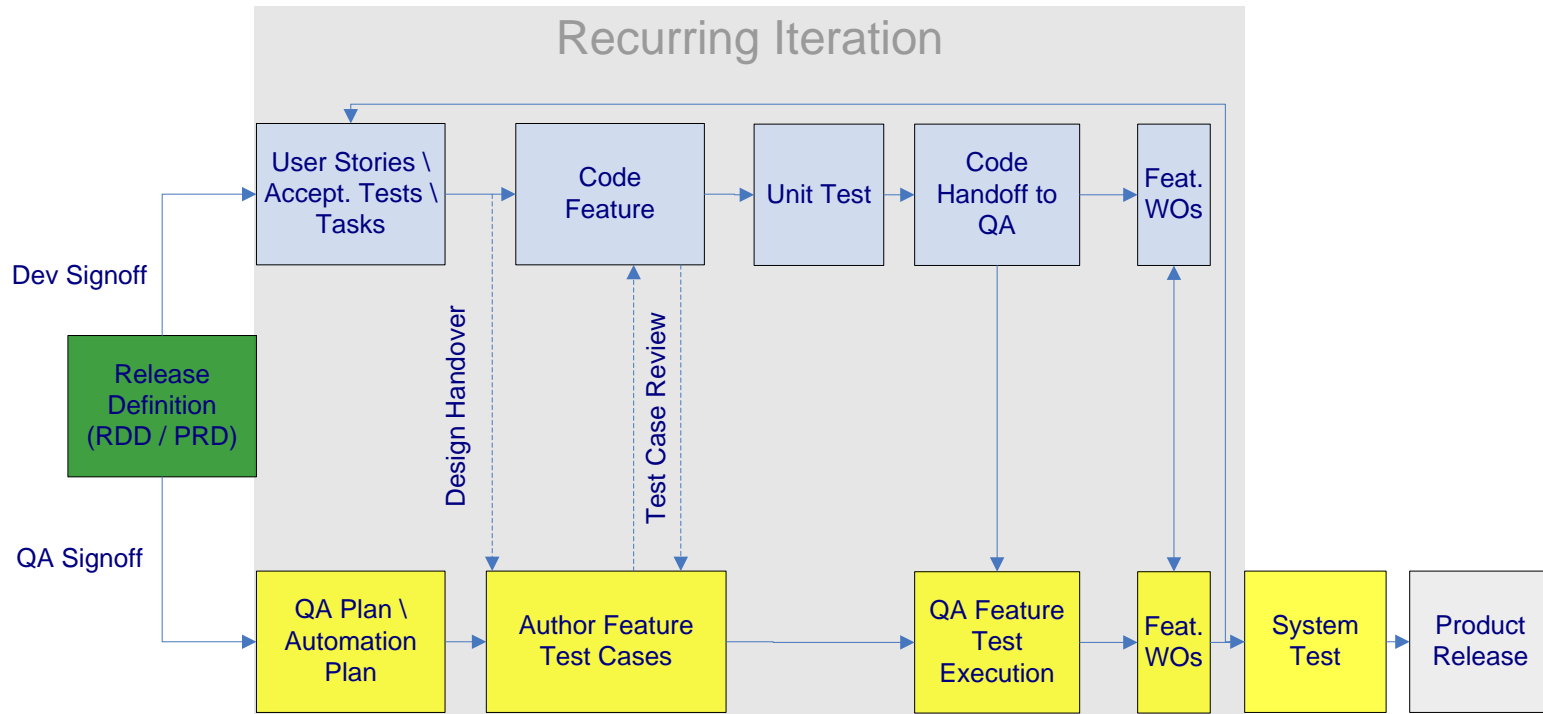 Recurring Iteration
User Stories \
Accept. Tests \
Tasks
Code
Feature
Unit Test
Code
Handoff to
QA
Feat.
WOs
Dev Signoff
Release
Definition
(RDD / PRD)
Design Handover
Test Case Review
QA Signoff
QA Plan \
Automation
Plan
Author Feature
Test Cases
QA Feature
Test
Execution
Feat.
WOs
System
Test
Product
Release